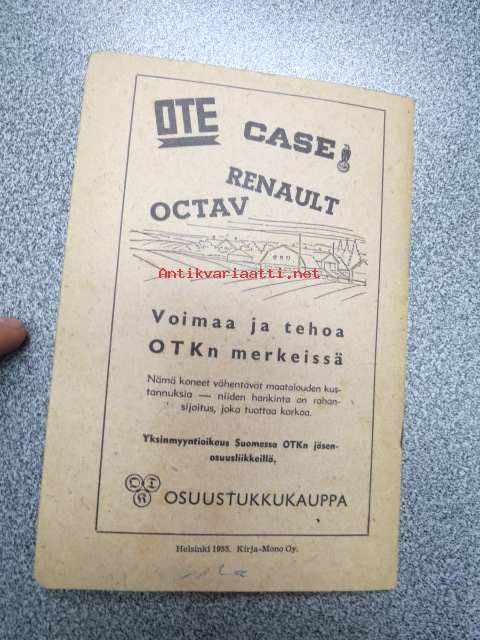 OTE
CASE
RENAULT
OCTAV
Antikvariaatti.net
Voimaa ja tehoa
OTKn merkeissä
Nämä koneet vähentävät maatalouden kus-
tannuksia — niiden hankinta on rahan-
sijoitus, joka tuottaa korkoa.
Yksinmyyntioikeus Suomessa OTKn jäsen-
osuusliikkeillä.
OTK OSUUSTUKKUKAUPPA
Helsinki 1953. Kirja-Mono Oy.